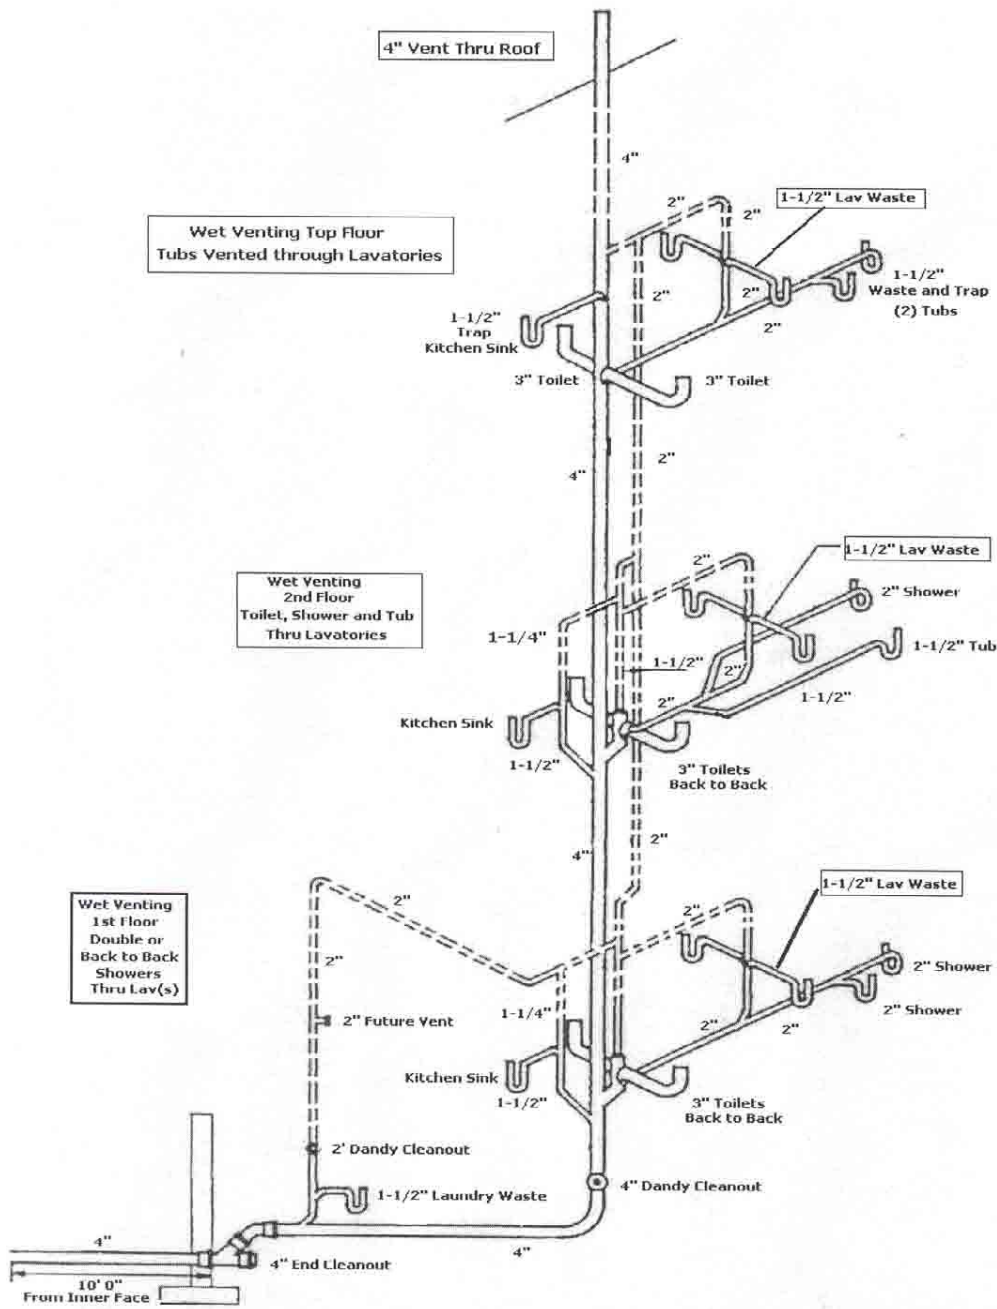 4" Vent Thru Roof
4"
2"
2"
1-1/2" Lav Waste
Wet Venting Top Floor
Tubs Vented through Lavatories
1-1/2"
Waste and Trap
(2) Tubs
2"
2"
2"
1-1/2"
Trap
Kitchen Sink
3" Toilet
3" Toilet
4"
2"
Wet Venting
2nd Floor
Toilet, Shower and Tub
Thru Lavatories
2"
1-1/2" Lav Waste
2" Shower
1-1/4"
1-1/2"
2"
1-1/2" Tub
2"
1-1/2"
Kitchen Sink
1-1/2"
3" Toilets
Back to Back
2"
4"
Wet Venting
1st Floor
Double or
Back to Back
Showers
Thru Lav(s)
2"
2"
1-1/2" Lav Waste
2"
2" Shower
2" Shower
1-1/4"
2" Future Vent
2"
2"
Kitchen Sink
1-1/2"
3" Toilets
Back to Back
2' Dandy Cleanout
1-1/2" Laundry Waste
4" Dandy Cleanout
4"
4"
4" End Cleanout
10' 0"
From Inner Face